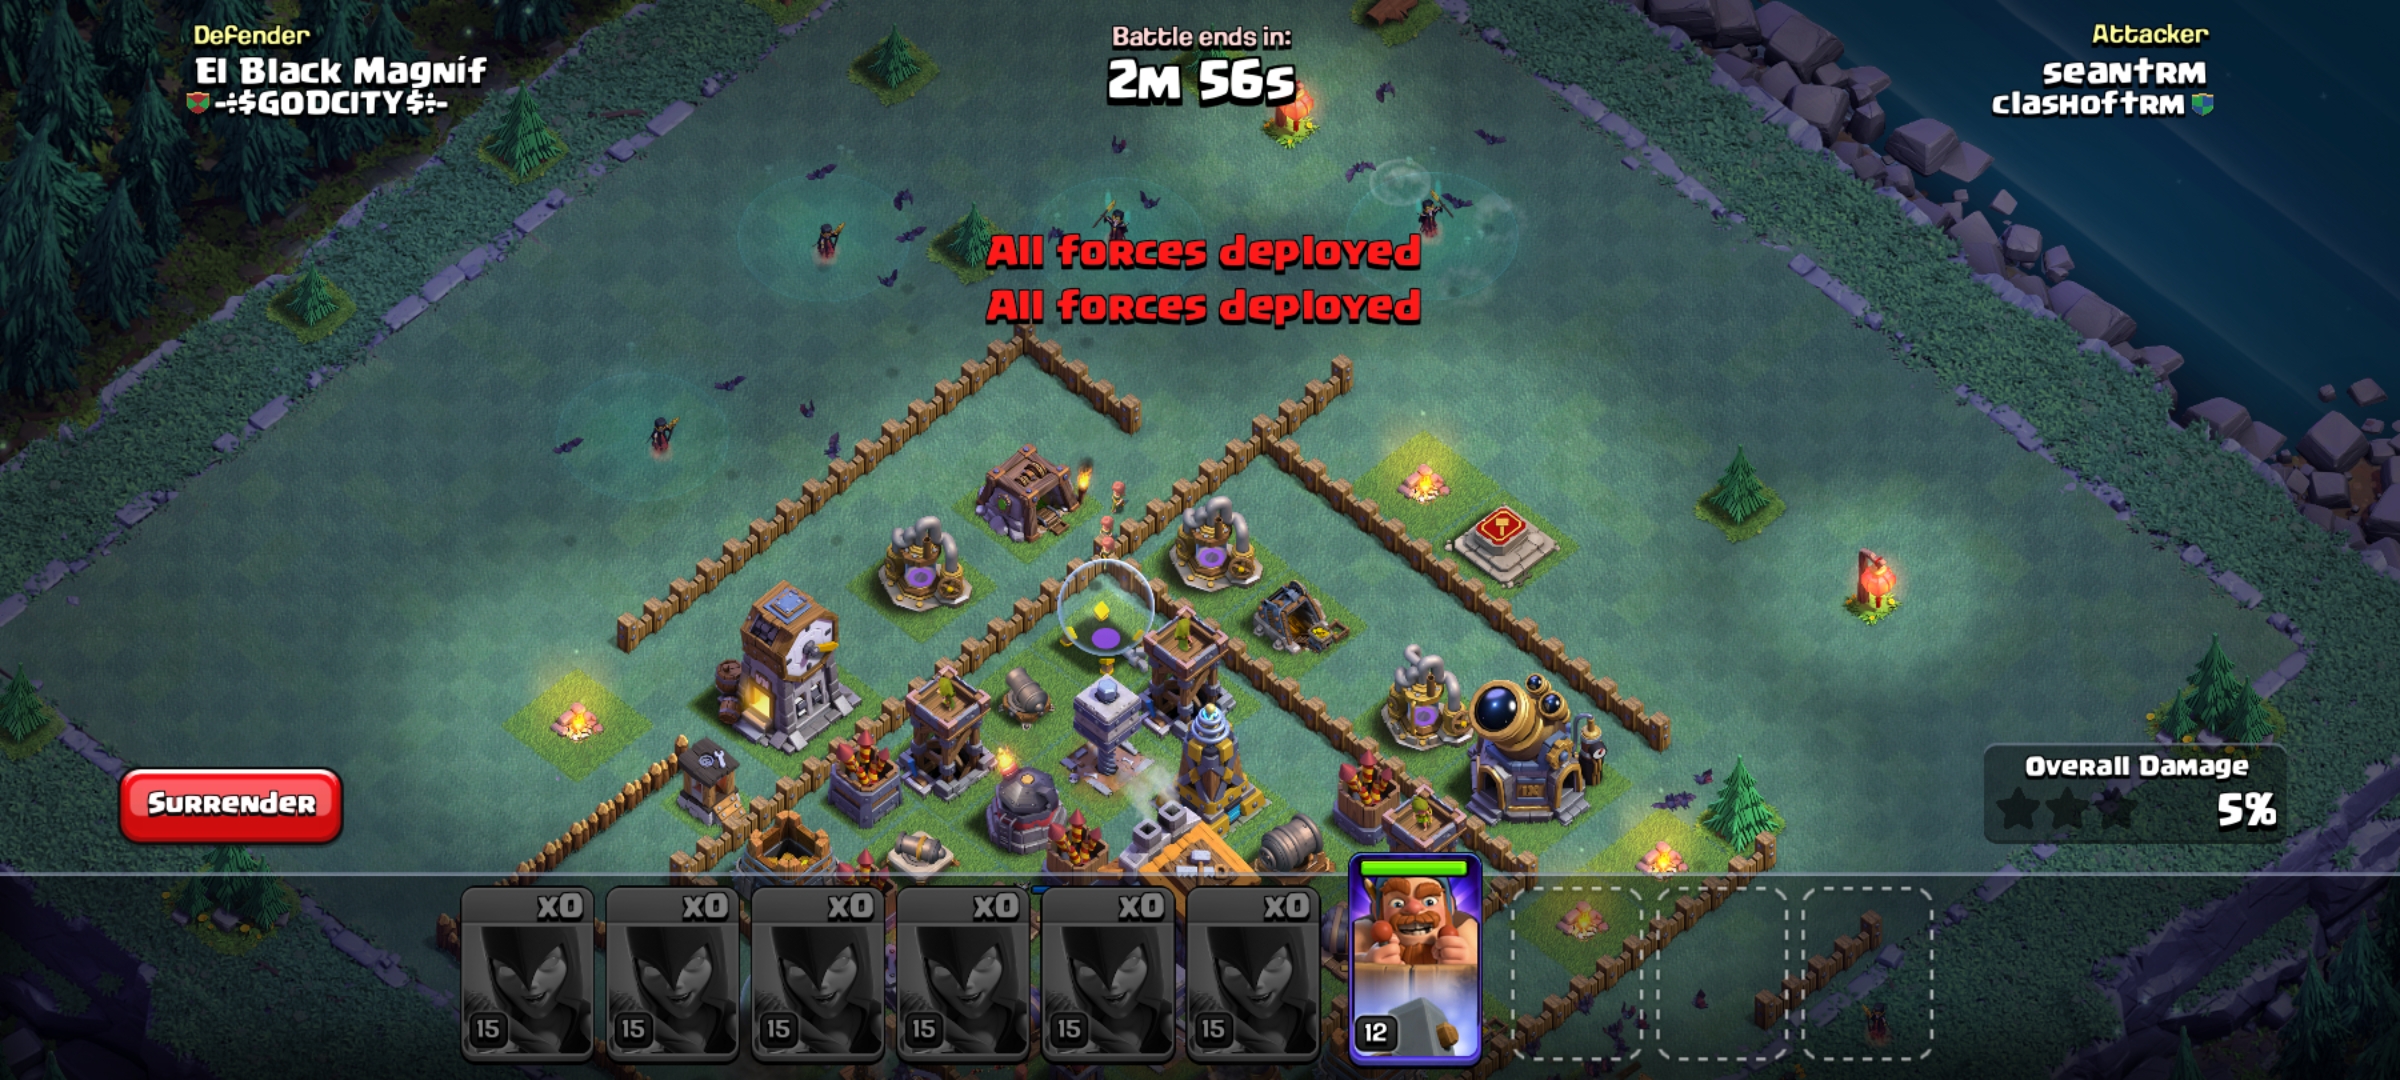 Defender
El Black Magníf
-÷$GODCITY$÷-
Battle ends in:
2M 56s
Attacker
seantrm
clashoftrm
All forces deployed
All forces deployed
Surrender
Overall Damage
5%
x0
x0
x0
x0
x0
x0
15
15
15
15
15
15
12